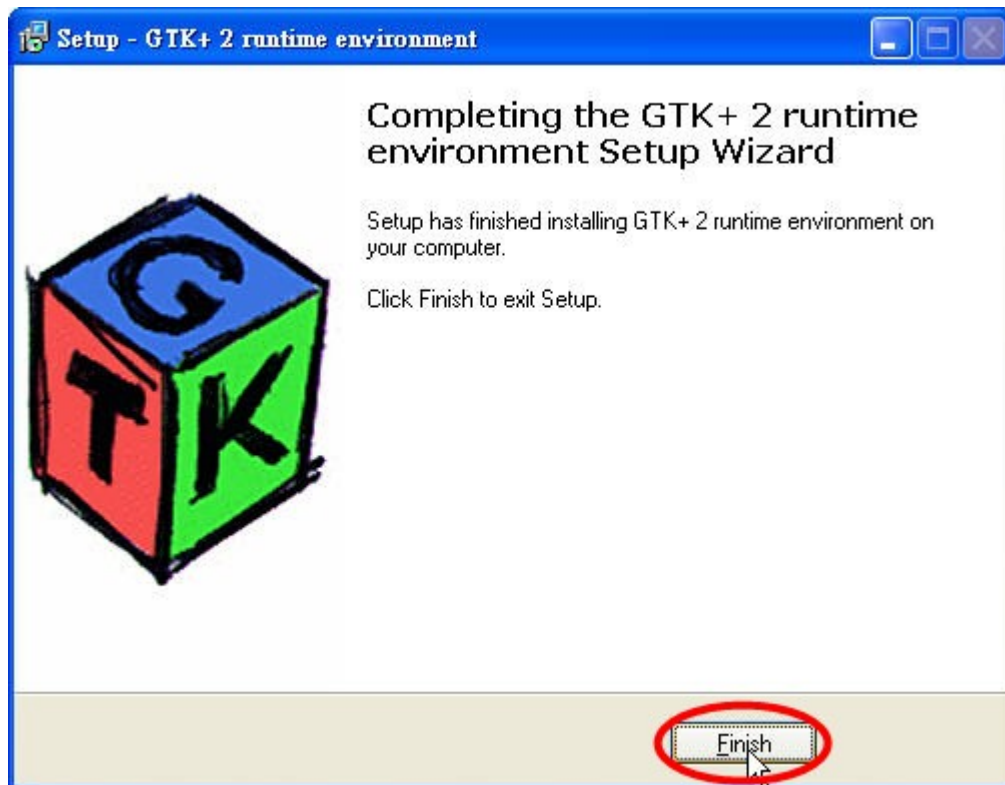 Setup - GTK+ 2 runtime environment
Completing the GTK+ 2 runtime
environment Setup Wizard
Setup has finished installing GTK+ 2 runtime environment on
your computer.
Click Finish to exit Setup.
G
T K
Finish